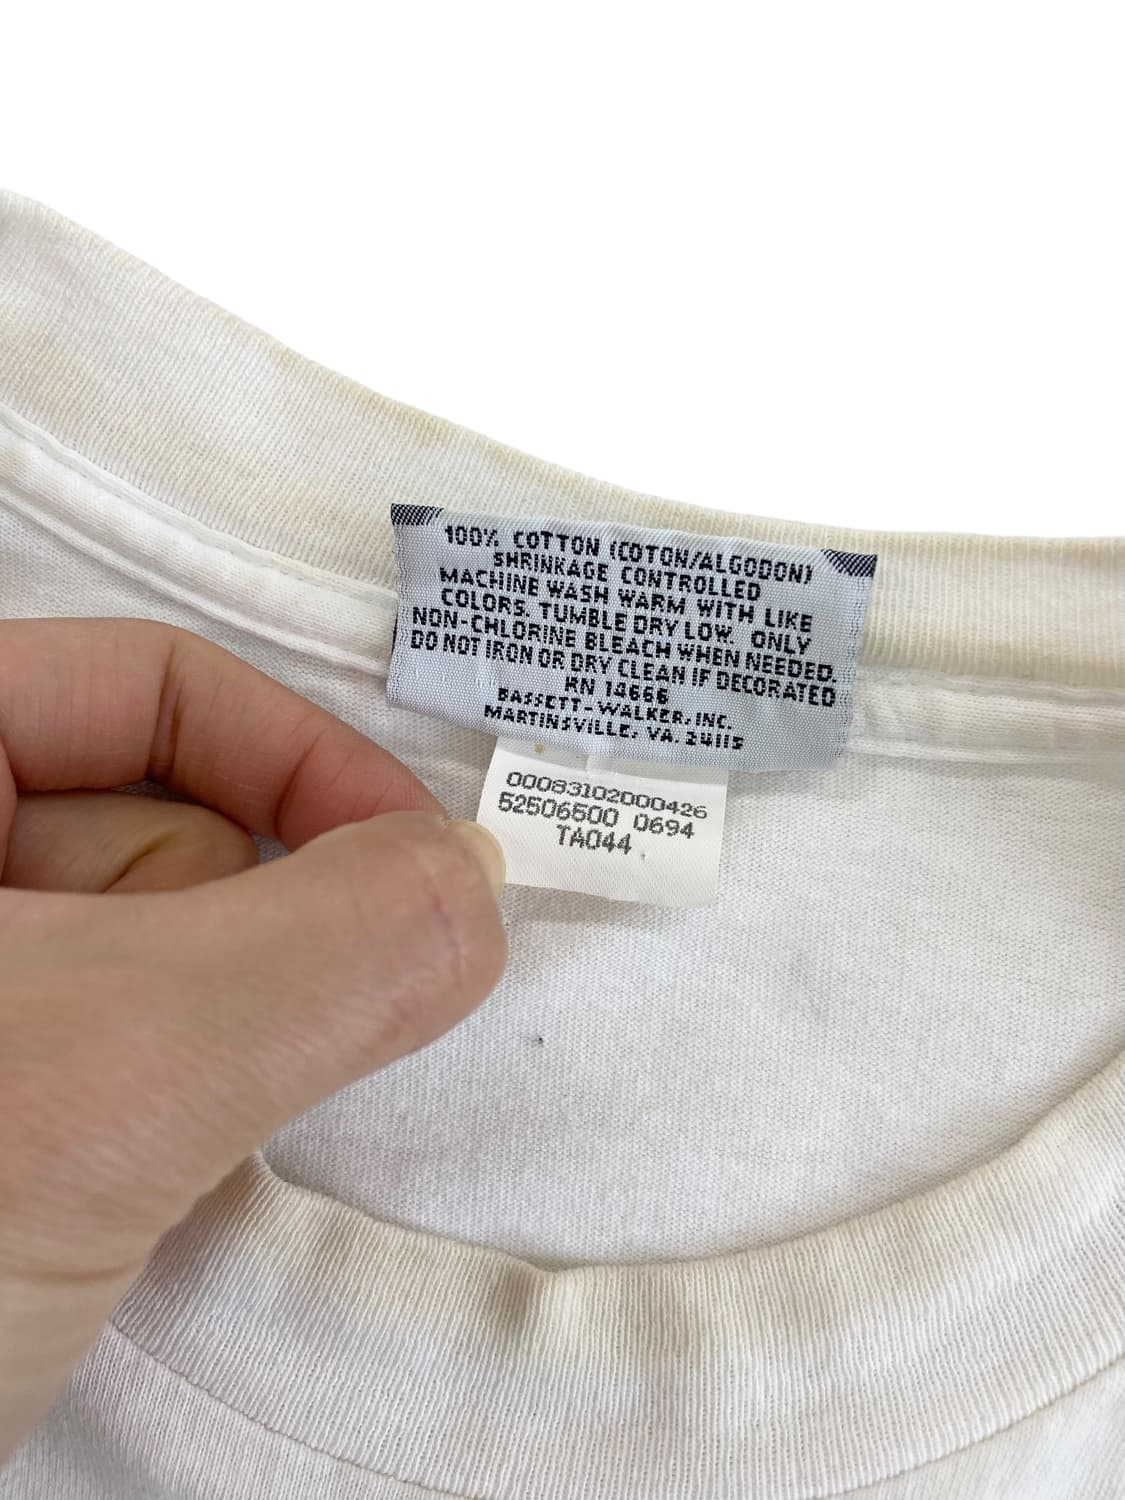 100% COTTON (COTON/ALGODON)
SHRINKAGE CONTROLLED
MACHINE WASH WARM WITH LIKE
COLORS. TUMBLE DRY LOW. ONLY
NON-CHLORINE BLEACH WHEN NEEDED.
DO NOT IRON OR DRY CLEAN IF DECORATED
RN 14666
BASSETT-WALKER, INC.
MARTINSVILLE, VA. 24115
00083102000426
52506500 0694
TA044